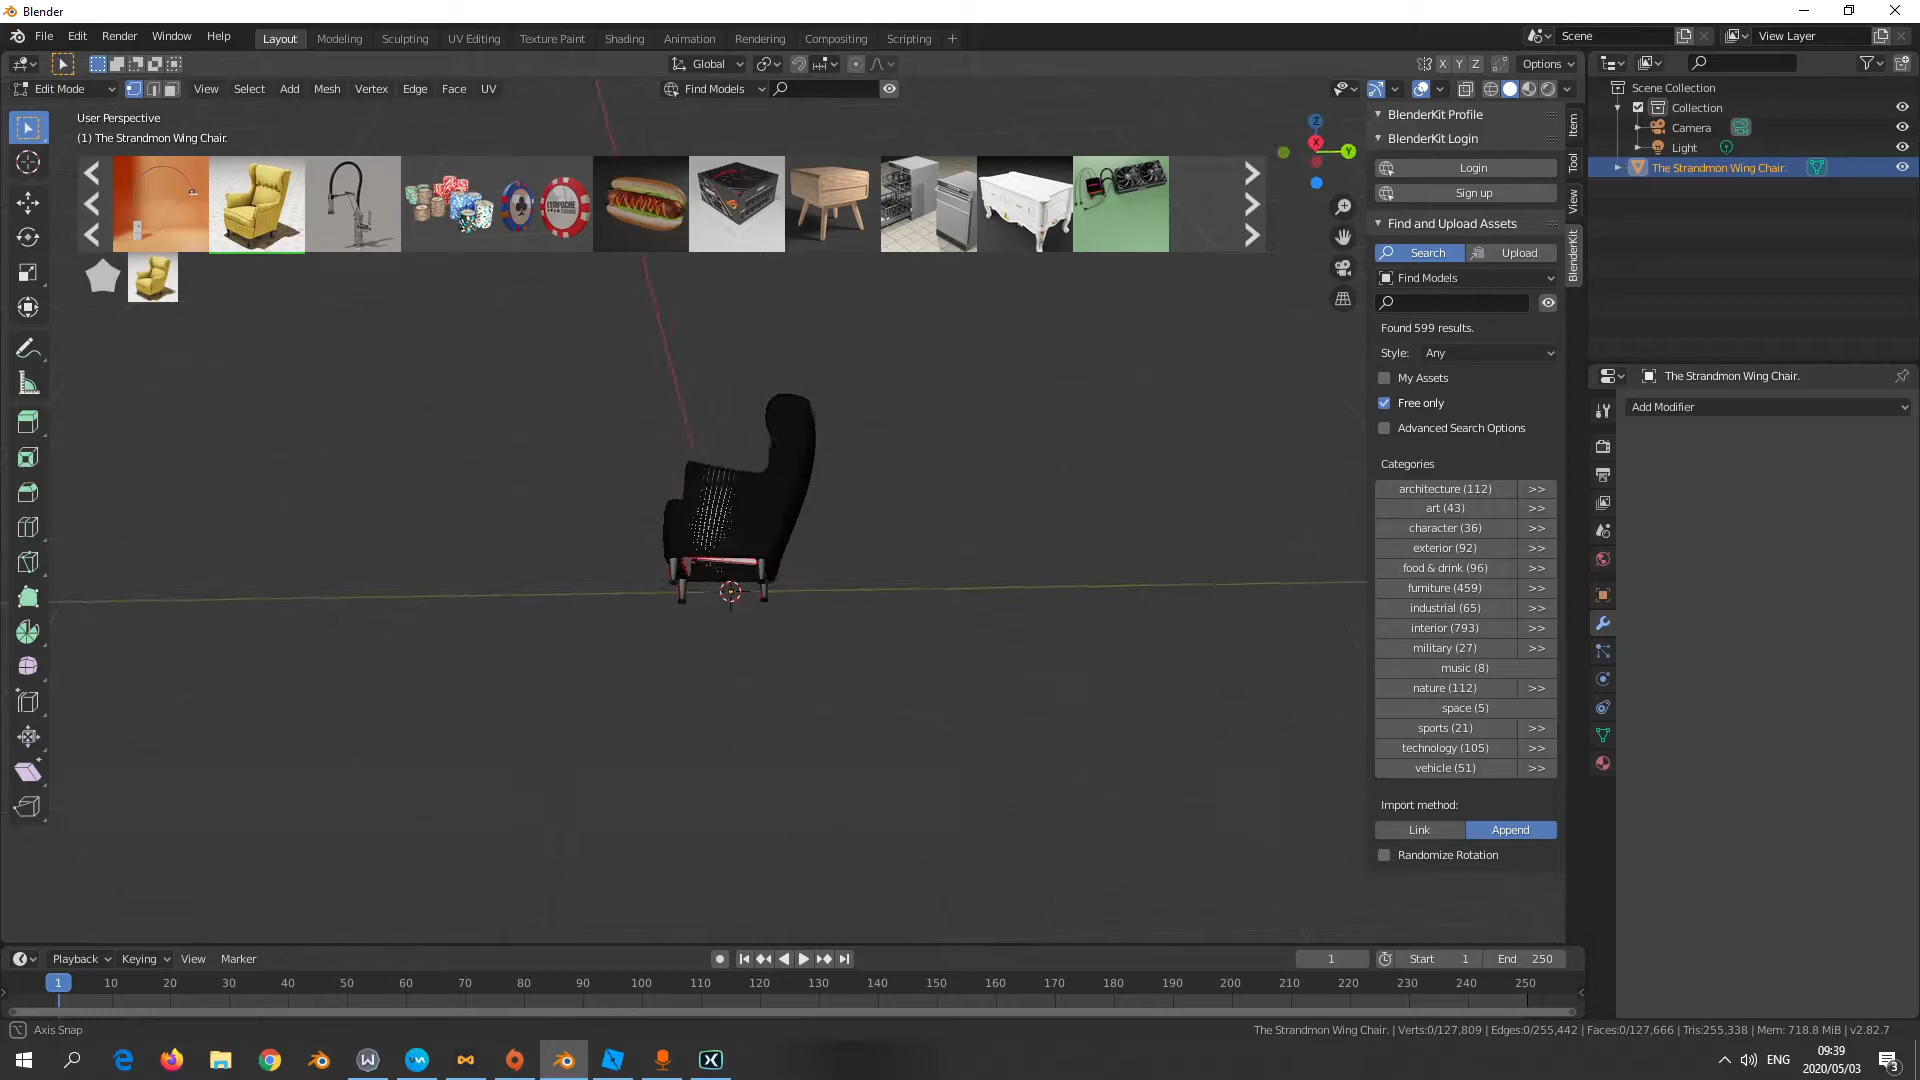 Blender
File Edit Render Window Help
Layout Modeling Sculpting UV Editing Texture Paint Shading Animation Rendering Compositing Scripting +
Scene View Layer
Global X Y Z Options
Edit Mode View Select Add Mesh Vertex Edge Face UV
Find Models
User Perspective
(1) The Strandmon Wing Chair.
Z
X
Y
BlenderKit Profile
BlenderKit Login
Login
Sign up
Find and Upload Assets
Search Upload
Find Models
Found 599 results.
Style: Any
My Assets
Free only
Advanced Search Options
Categories
architecture (112) >>
art (43) >>
character (36) >>
exterior (92) >>
food & drink (96) >>
furniture (459) >>
industrial (65) >>
interior (793) >>
military (27) >>
music (8)
nature (112) >>
space (5)
sports (21) >>
technology (105) >>
vehicle (51) >>
Import method:
Link Append
Randomize Rotation
Item
Tool
View
BlenderKit
Scene Collection
Collection
Camera
Light
The Strandmon Wing Chair.
The Strandmon Wing Chair.
Add Modifier
Playback Keying View Marker
1 Start 1 End 250
1 10 20 30 40 50 60 70 80 90 100 110 120 130 140 150 160 170 180 190 200 210 220 230 240 250
Axis Snap
The Strandmon Wing Chair. | Verts:0/127,809 | Edges:0/255,442 | Faces:0/127,666 | Tris:255,338 | Mem: 718.8 MiB | v2.82.7
ENG
09:39
2020/05/03
3